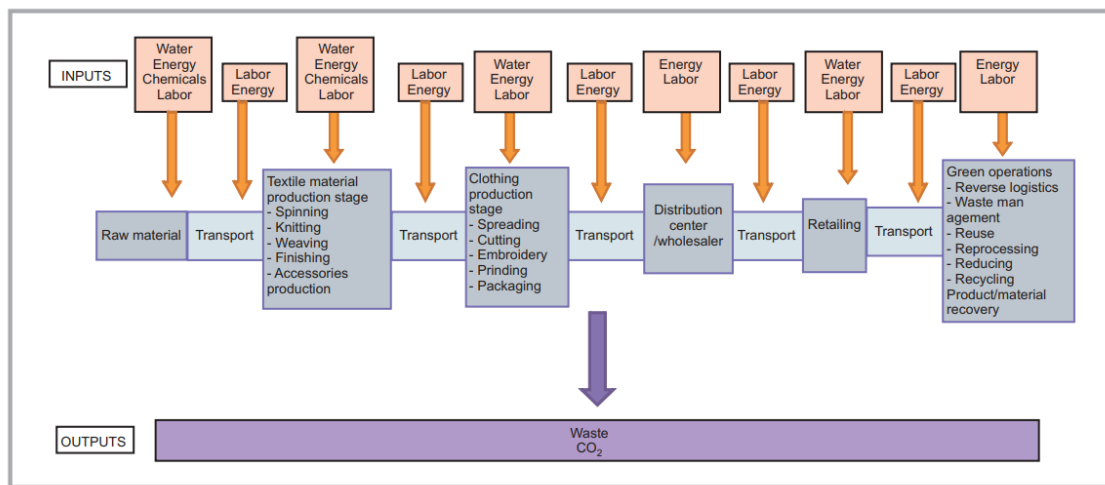 INPUTS
Water
Energy
Chemicals
Labor
Labor
Energy
Water
Energy
Chemicals
Labor
Labor
Energy
Water
Energy
Labor
Labor
Energy
Energy
Labor
Labor
Energy
Water
Energy
Labor
Labor
Energy
Energy
Labor
Raw material
Transport
Textile material
production stage
- Spinning
- Knitting
- Weaving
- Finishing
- Accessories
production
Transport
Clothing
production
stage
- Spreading
- Cutting
- Embroidery
- Prinding
- Packaging
Transport
Distribution
center
/wholesaler
Transport
Retailing
Transport
Green operations
- Reverse logistics
- Waste man
agement
- Reuse
- Reprocessing
- Reducing
- Recycling
Product/material
recovery
OUTPUTS
Waste
CO₂